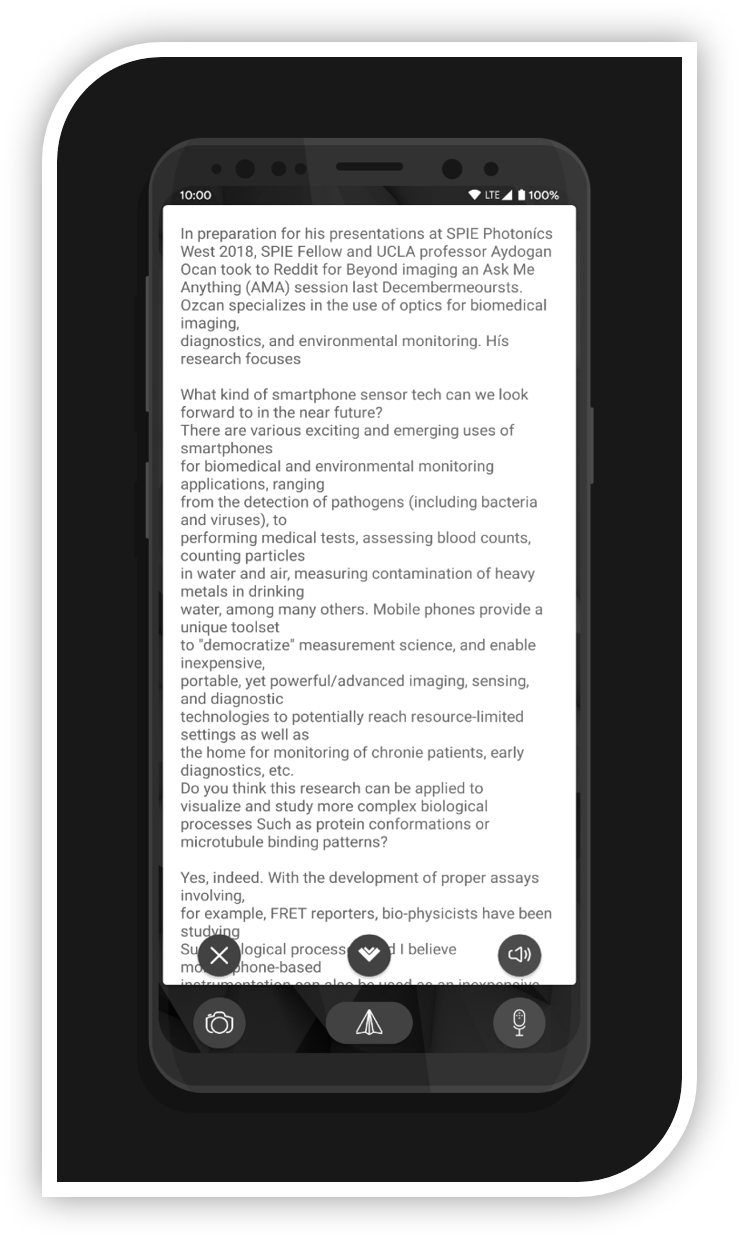 10:00 LTE 100%
In preparation for his presentations at SPIE Photonícs
West 2018, SPIE Fellow and UCLA professor Aydogan
Ocan took to Reddit for Beyond imaging an Ask Me
Anything (AMA) session last Decembermeoursts.
Ozcan specializes in the use of optics for biomedical
imaging,
diagnostics, and environmental monitoring. Hís
research focuses
What kind of smartphone sensor tech can we look
forward to in the near future?
There are various exciting and emerging uses of
smartphones
for biomedical and environmental monitoring
applications, ranging
from the detection of pathogens (including bacteria
and viruses), to
performing medical tests, assessing blood counts,
counting particles
in water and air, measuring contamination of heavy
metals in drinking
water, among many others. Mobile phones provide a
unique toolset
to "democratize" measurement science, and enable
inexpensive,
portable, yet powerful/advanced imaging, sensing,
and diagnostic
technologies to potentially reach resource-limited
settings as well as
the home for monitoring of chronie patients, early
diagnostics, etc.
Do you think this research can be applied to
visualize and study more complex biological
processes Such as protein conformations or
microtubule binding patterns?
Yes, indeed. With the development of proper assays
involving,
for example, FRET reporters, bio-physicists have been
studying
I believe
phone-based
instrumentation can also be used as an inexpensive